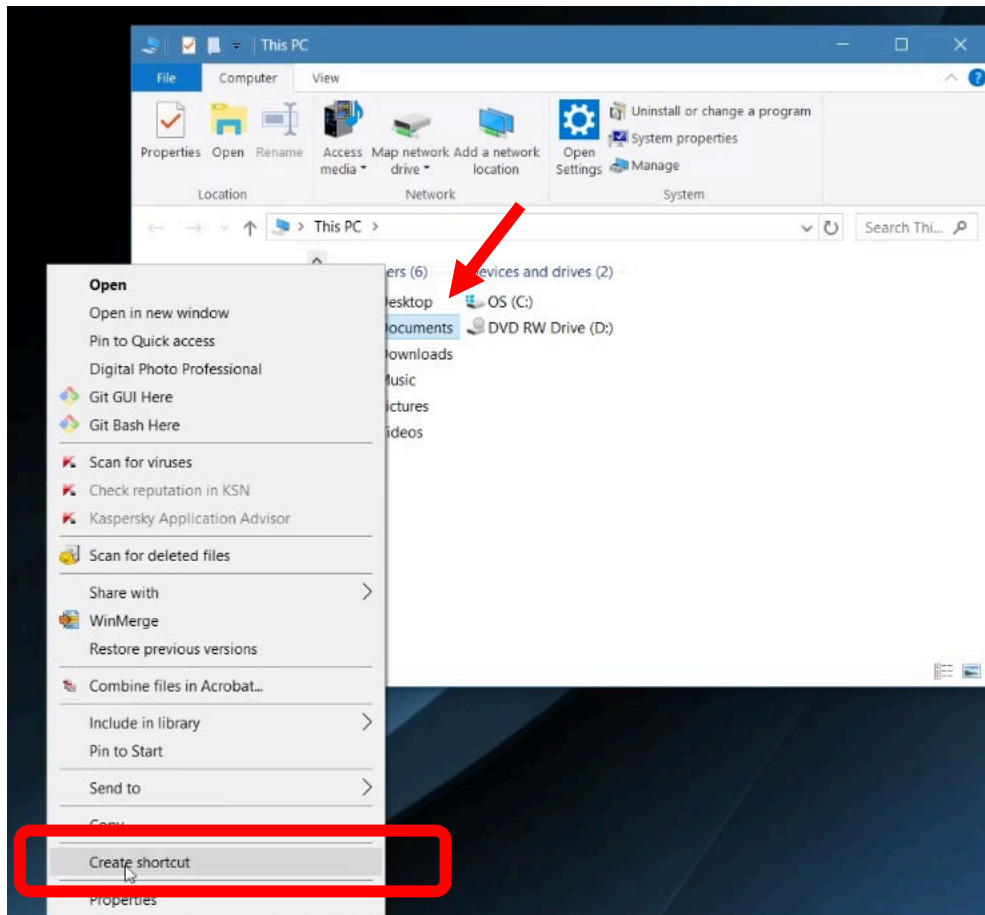 This PC
File Computer View
Properties Open Rename Access media Map network drive Add a network location Open Settings Uninstall or change a program
System properties
Manage
Location Network System
This PC
Search Thi...
ers (6) evices and drives (2)
esktop OS (C:)
ocuments DVD RW Drive (D:)
ownloads
usic
ictures
ideos
Open
Open in new window
Pin to Quick access
Digital Photo Professional
Git GUI Here
Git Bash Here
Scan for viruses
Check reputation in KSN
Kaspersky Application Advisor
Scan for deleted files
Share with
WinMerge
Restore previous versions
Combine files in Acrobat...
Include in library
Pin to Start
Send to
Copy
Create shortcut
Properties